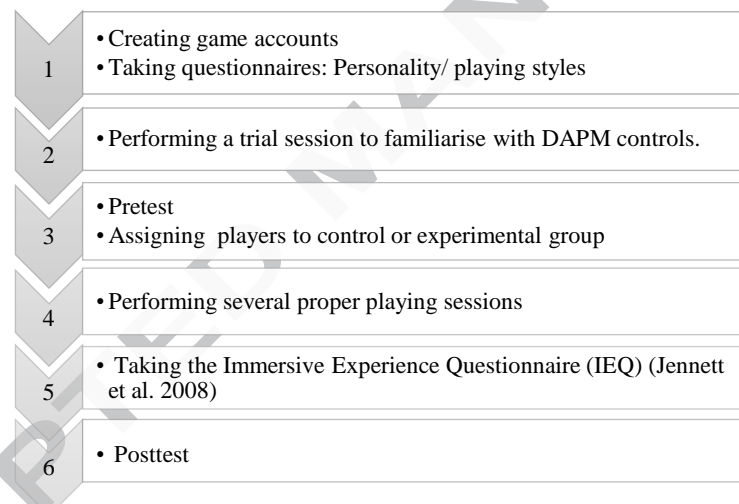 1
• Creating game accounts
• Taking questionnaires: Personality/ playing styles
2
• Performing a trial session to familiarise with DAPM controls.
3
• Pretest
• Assigning players to control or experimental group
4
• Performing several proper playing sessions
5
• Taking the Immersive Experience Questionnaire (IEQ) (Jennett
et al. 2008)
6
• Posttest